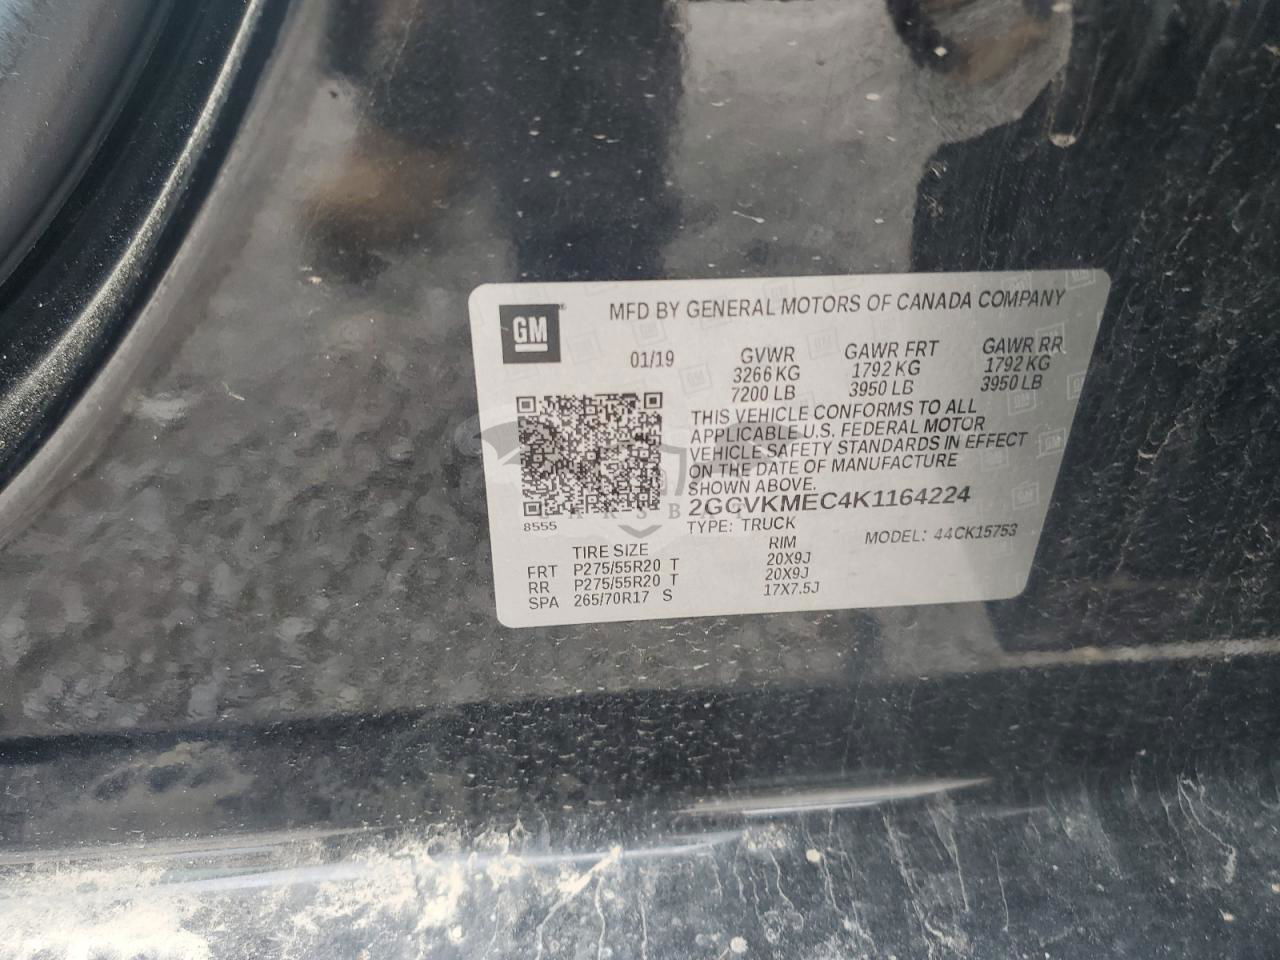 GM
MFD BY GENERAL MOTORS OF CANADA COMPANY
01/19 GVWR GAWR FRT GAWR RR
3266 KG 1792 KG 1792 KG
7200 LB 3950 LB 3950 LB
THIS VEHICLE CONFORMS TO ALL
APPLICABLE U.S. FEDERAL MOTOR
VEHICLE SAFETY STANDARDS IN EFFECT
ON THE DATE OF MANUFACTURE
SHOWN ABOVE.
2GCVKMEC4K1164224
8555
TYPE: TRUCK MODEL: 44CK15753
TIRE SIZE RIM
FRT P275/55R20 T 20X9J
RR P275/55R20 T 20X9J
SPA 265/70R17 S 17X7.5J